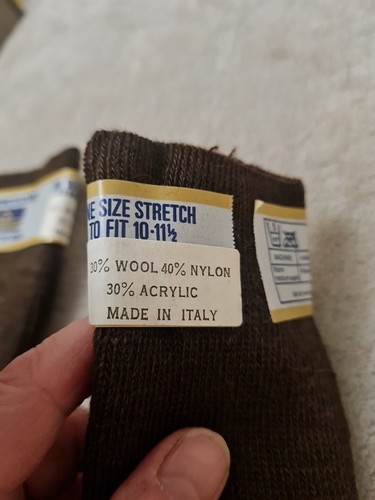 NE SIZE STRETCH
TO FIT 10-11½
30% WOOL 40% NYLON
30% ACRYLIC
MADE IN ITALY